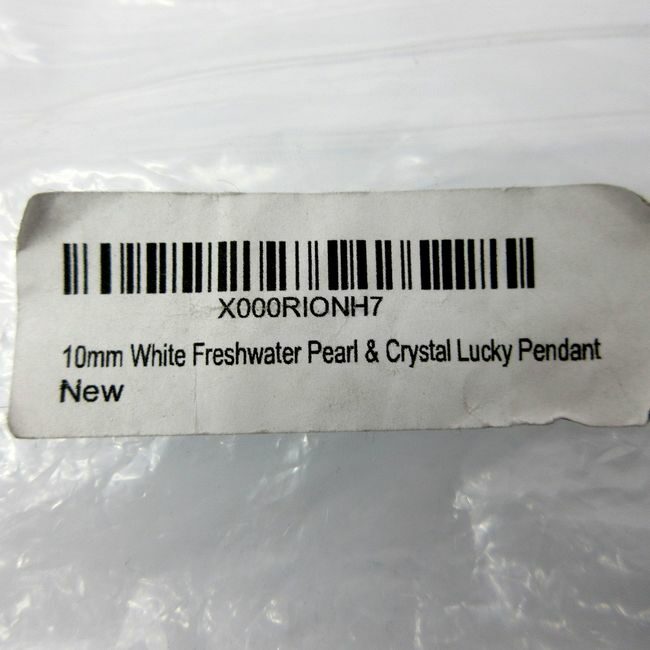 X000RIONH7
10mm White Freshwater Pearl & Crystal Lucky Pendant
New